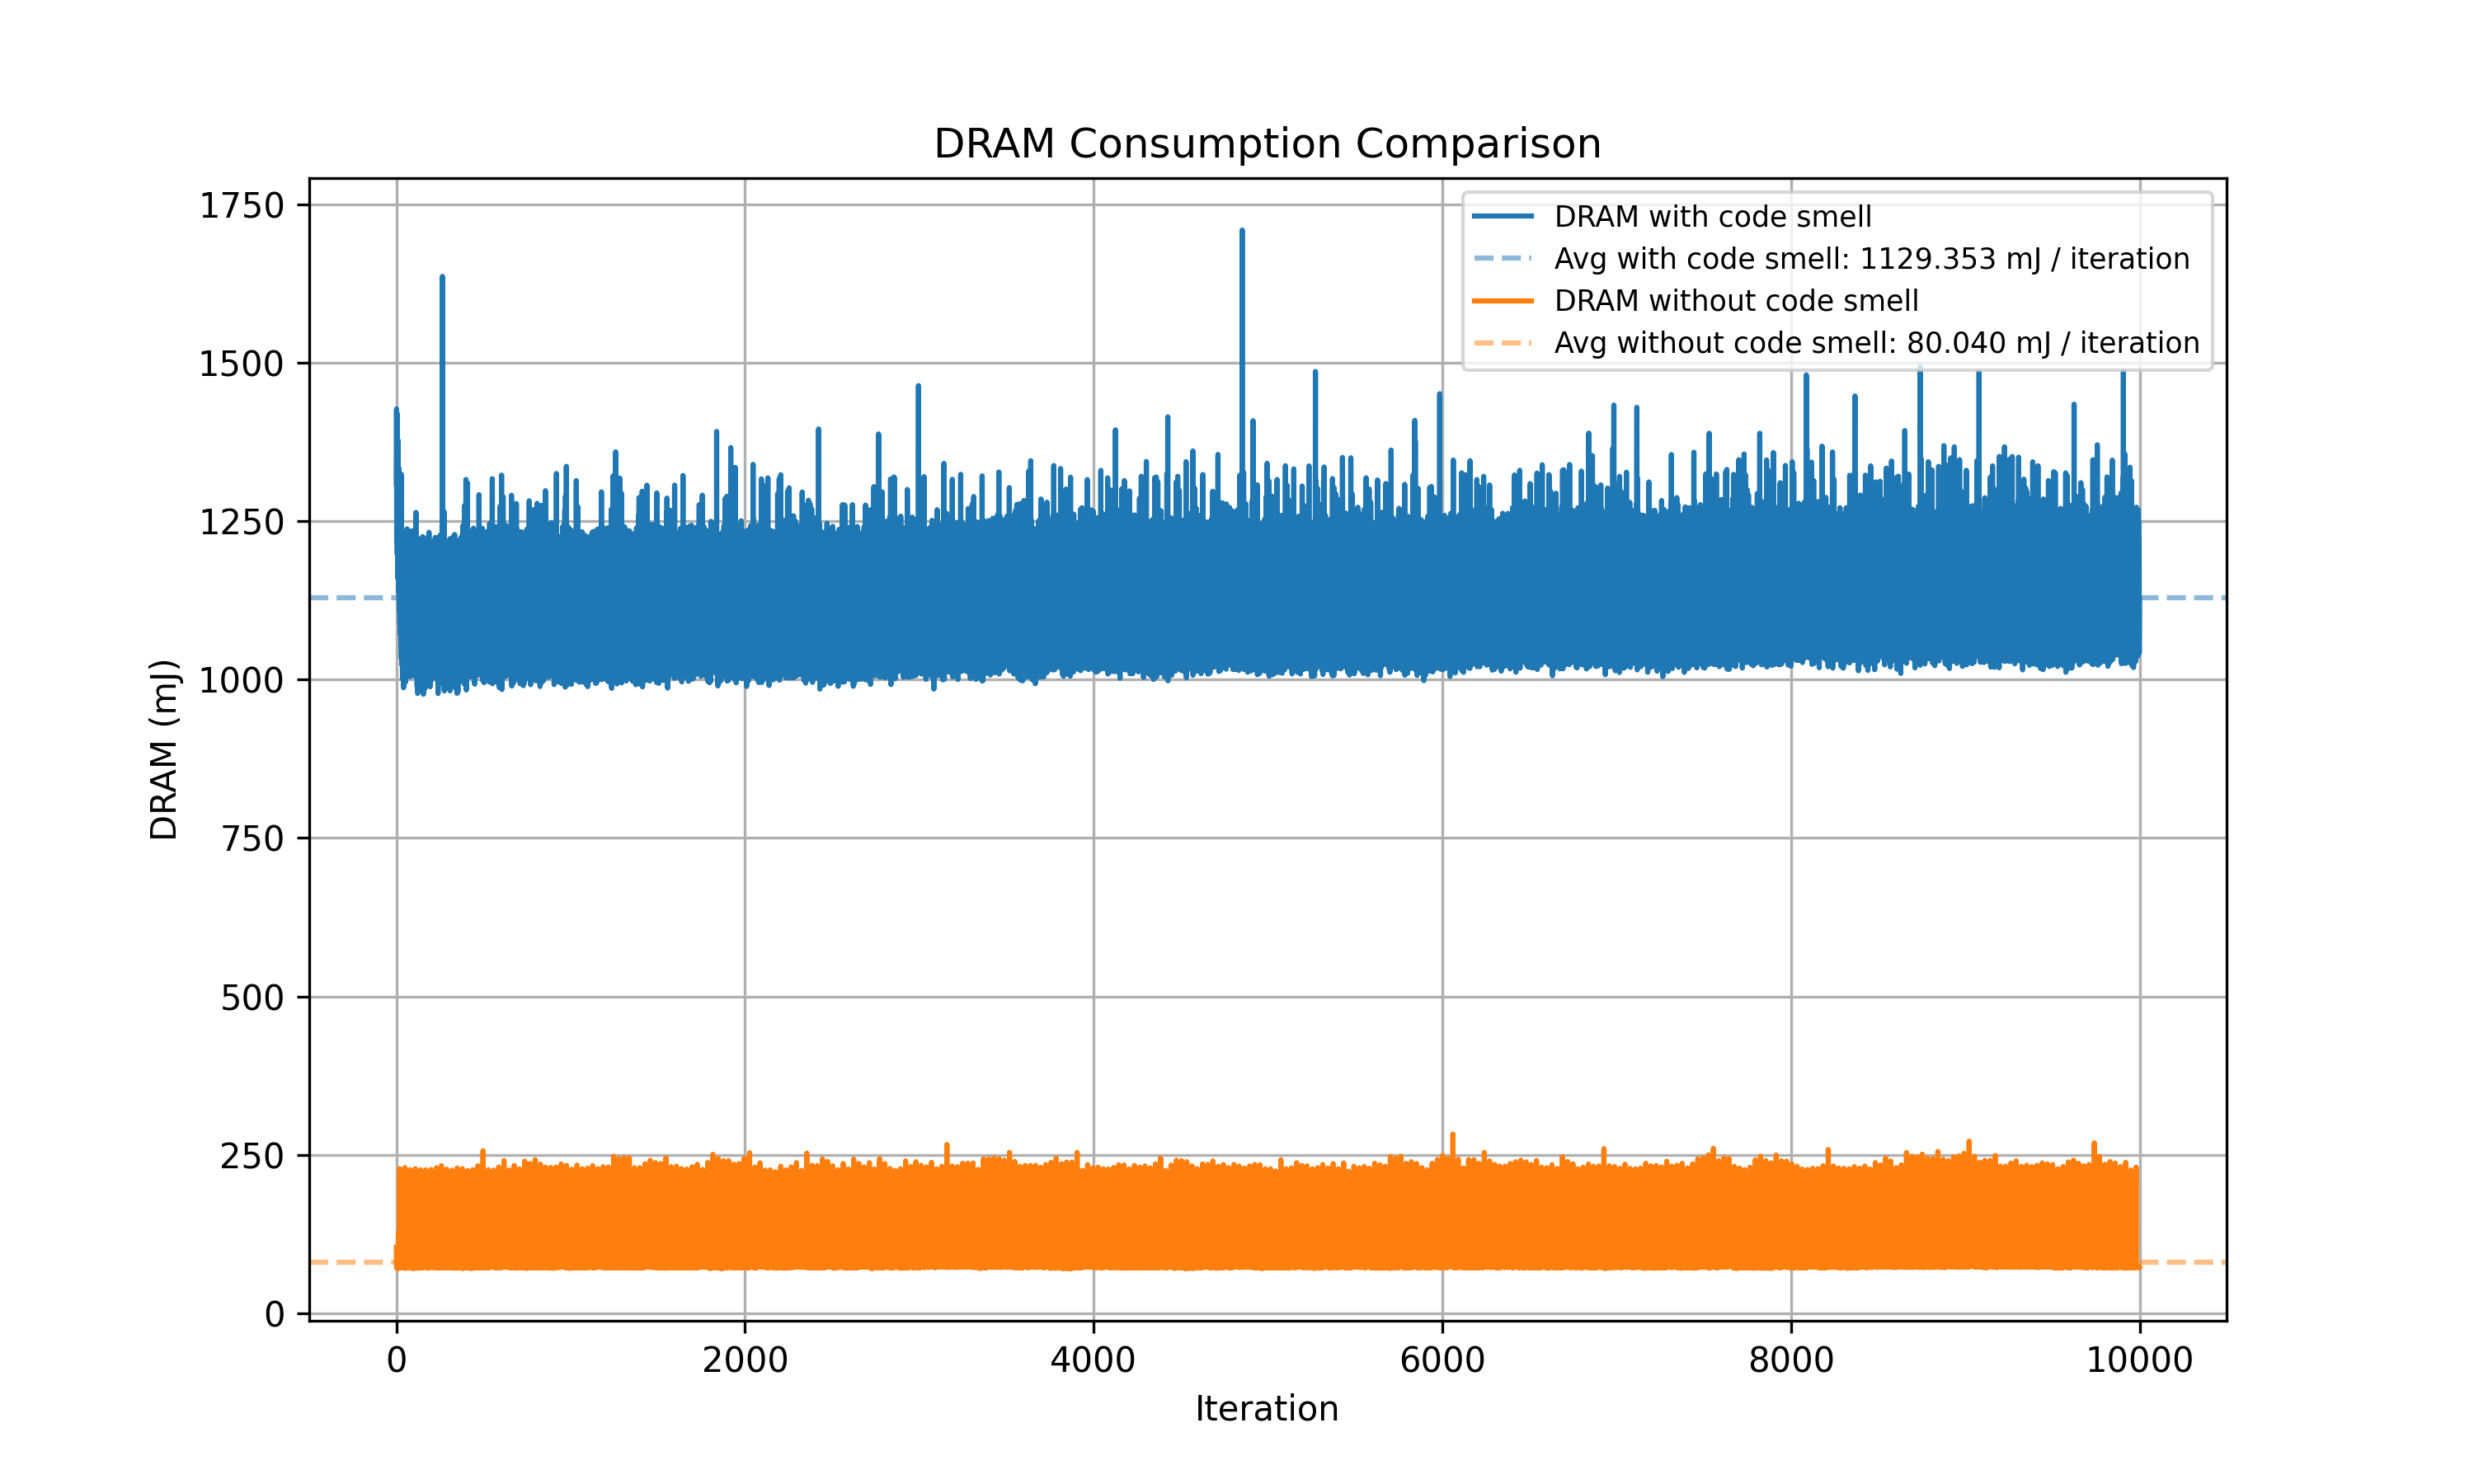 DRAM Consumption Comparison
DRAM with code smell
Avg with code smell: 1129.353 mJ / iteration
DRAM without code smell
Avg without code smell: 80.040 mJ / iteration
DRAM (mJ)
1750
1500
1250
1000
750
500
250
0
0 2000 4000 6000 8000 10000
Iteration